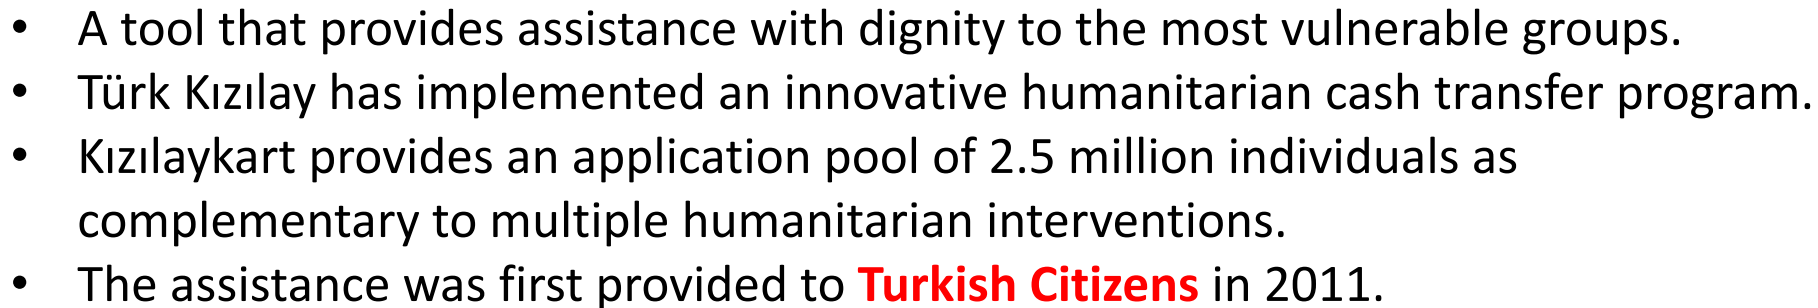 • A tool that provides assistance with dignity to the most vulnerable groups.
• Türk Kızılay has implemented an innovative humanitarian cash transfer program.
• Kızılaykart provides an application pool of 2.5 million individuals as
complementary to multiple humanitarian interventions.
• The assistance was first provided to Turkish Citizens in 2011.